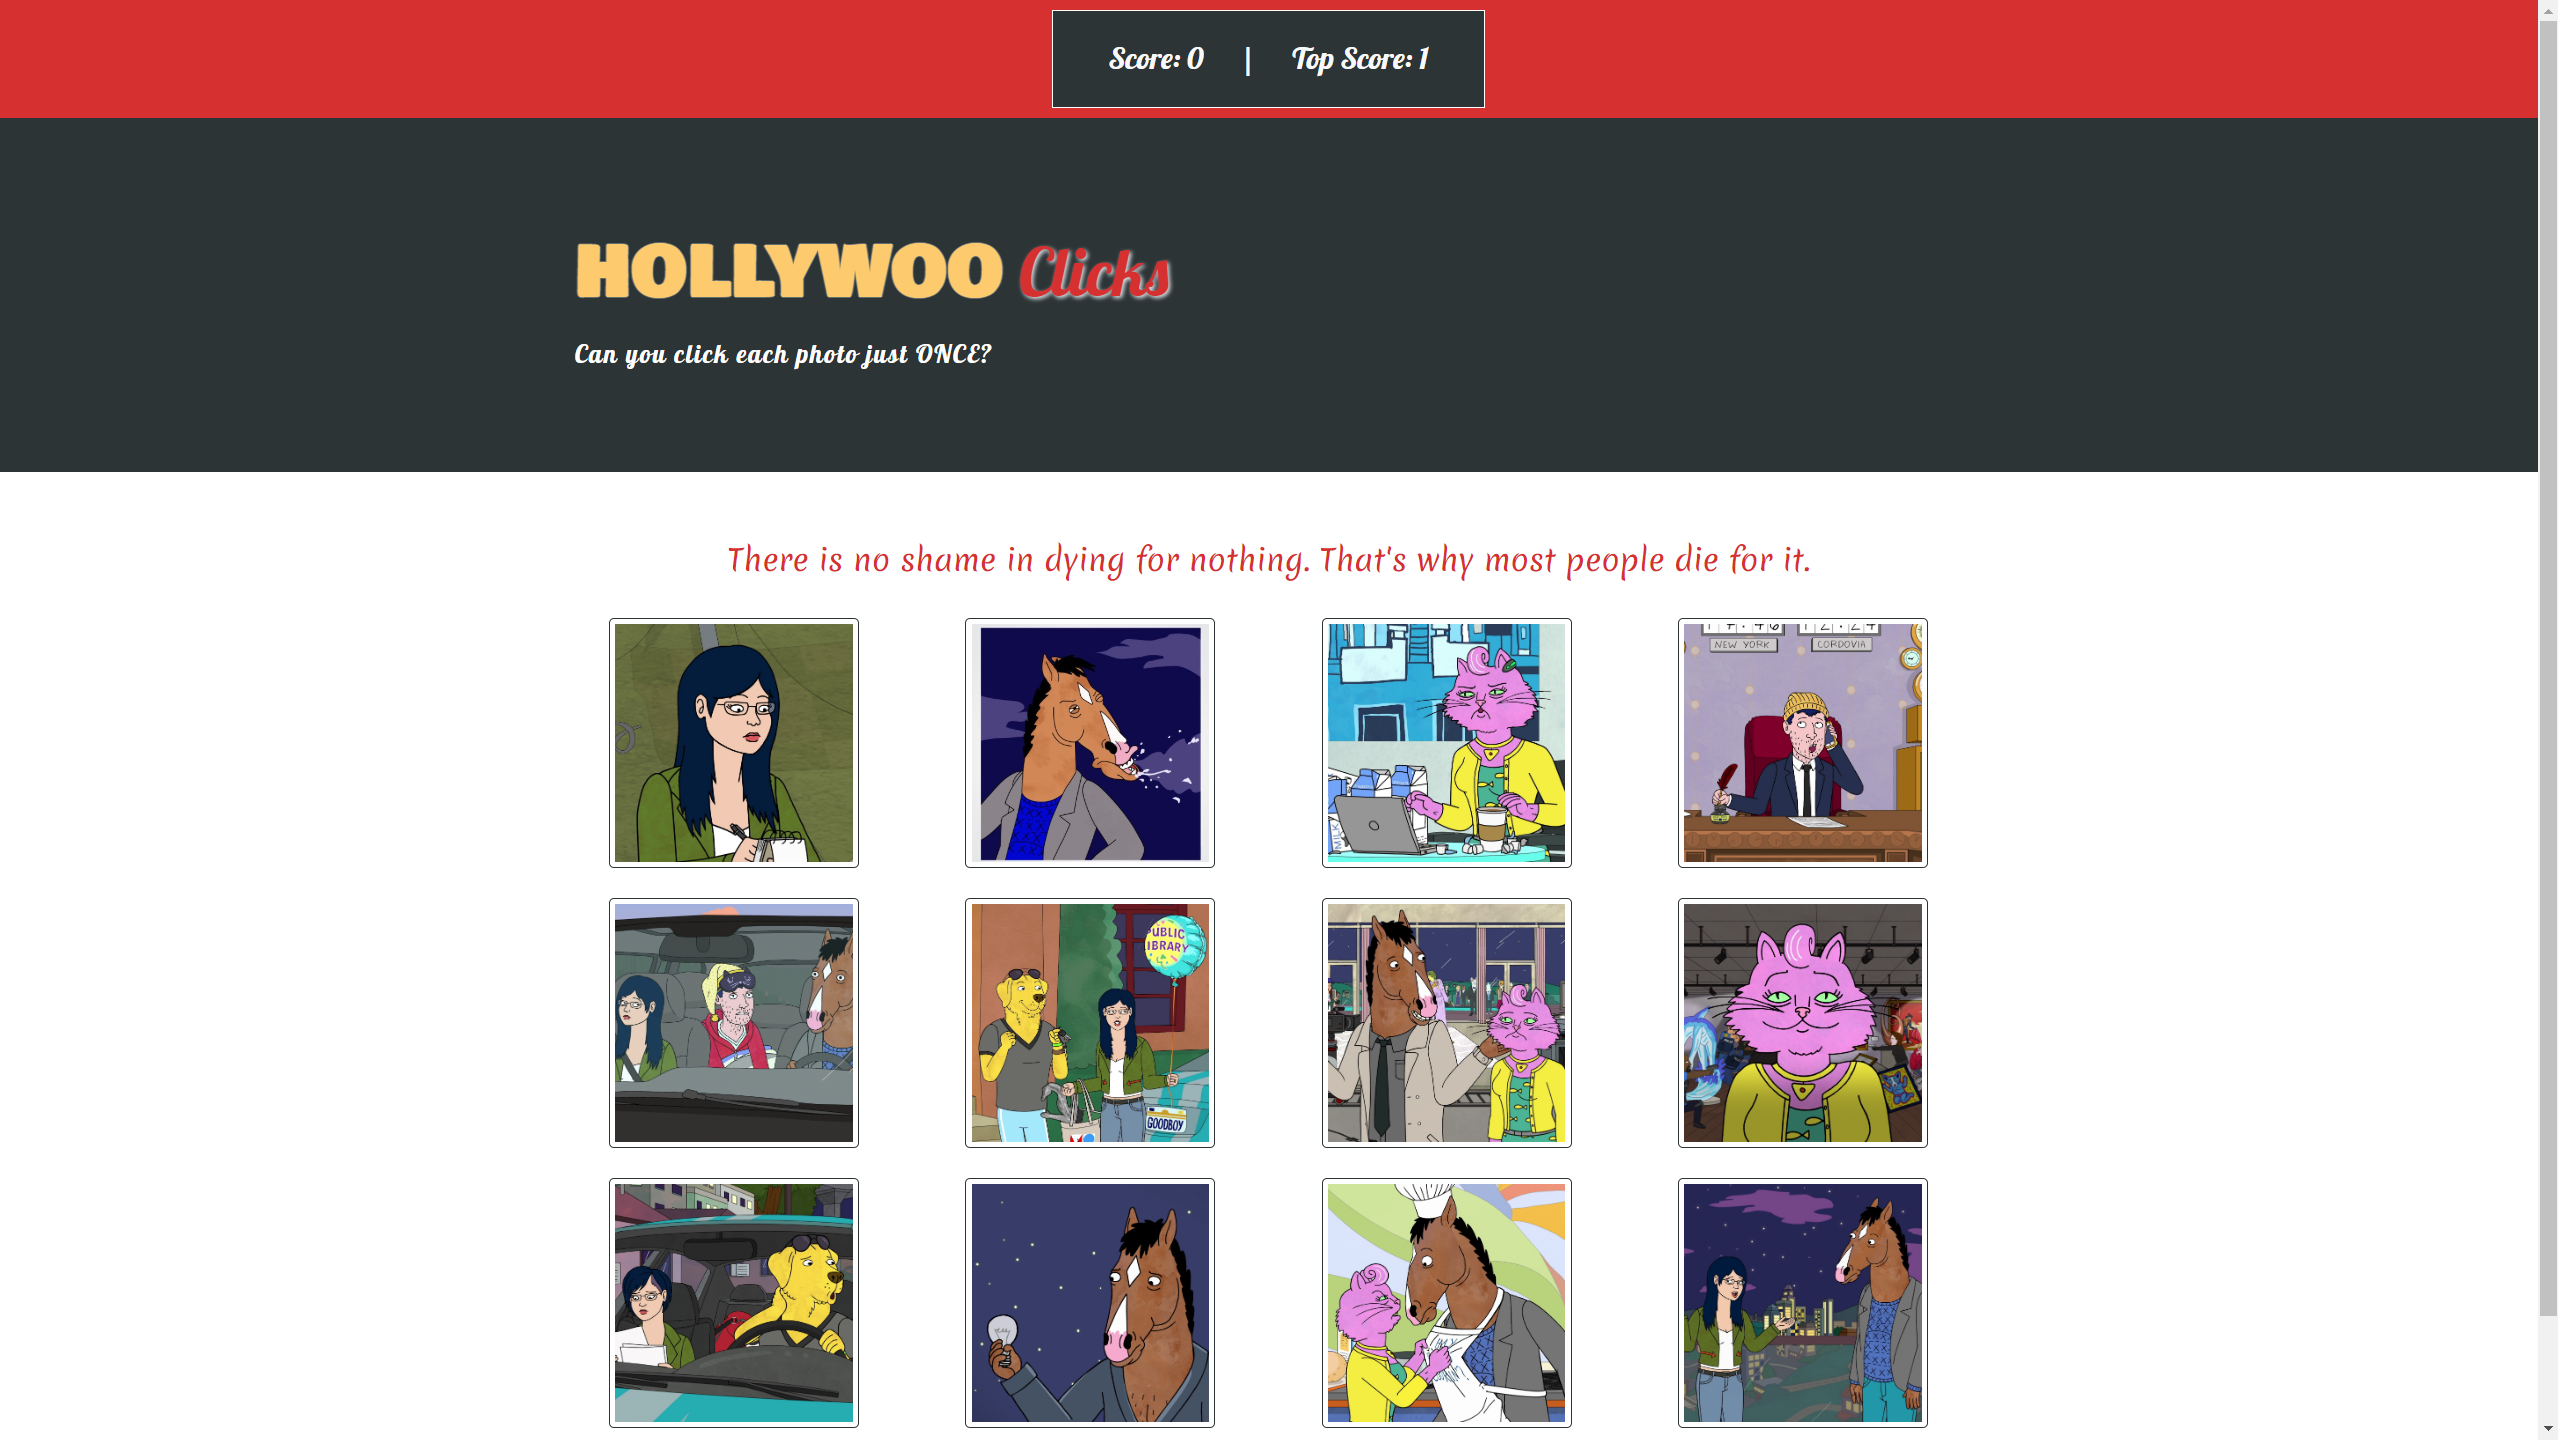 Score: 0 | Top Score: 1
HOLLYWOO Clicks
Can you click each photo just ONCE?
There is no shame in dying for nothing. That's why most people die for it.
NEW YORK
CORDOVIA
MILK
PUBLIC
LIBRARY
GOODBOY